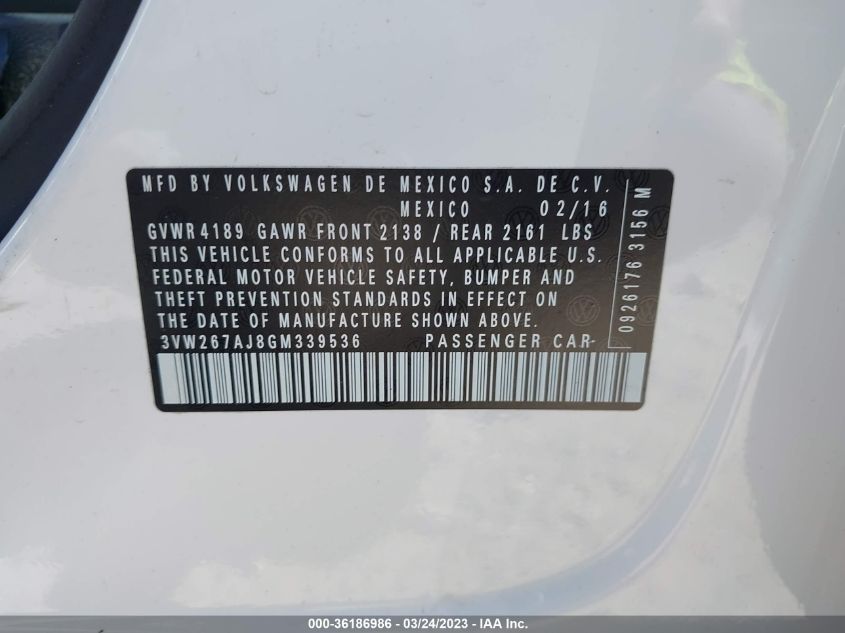 MFD BY VOLKSWAGEN DE MEXICO S.A. DE C.V.
MEXICO 02/16
GVWR 4189 GAWR FRONT 2138 / REAR 2161 LBS
THIS VEHICLE CONFORMS TO ALL APPLICABLE U.S.
FEDERAL MOTOR VEHICLE SAFETY, BUMPER AND
THEFT PREVENTION STANDARDS IN EFFECT ON
THE DATE OF MANUFACTURE SHOWN ABOVE.
3VW267AJ8GM339536 PASSENGER CAR-
0926176 3156 M
000-36186986 - 03/24/2023 - IAA Inc.